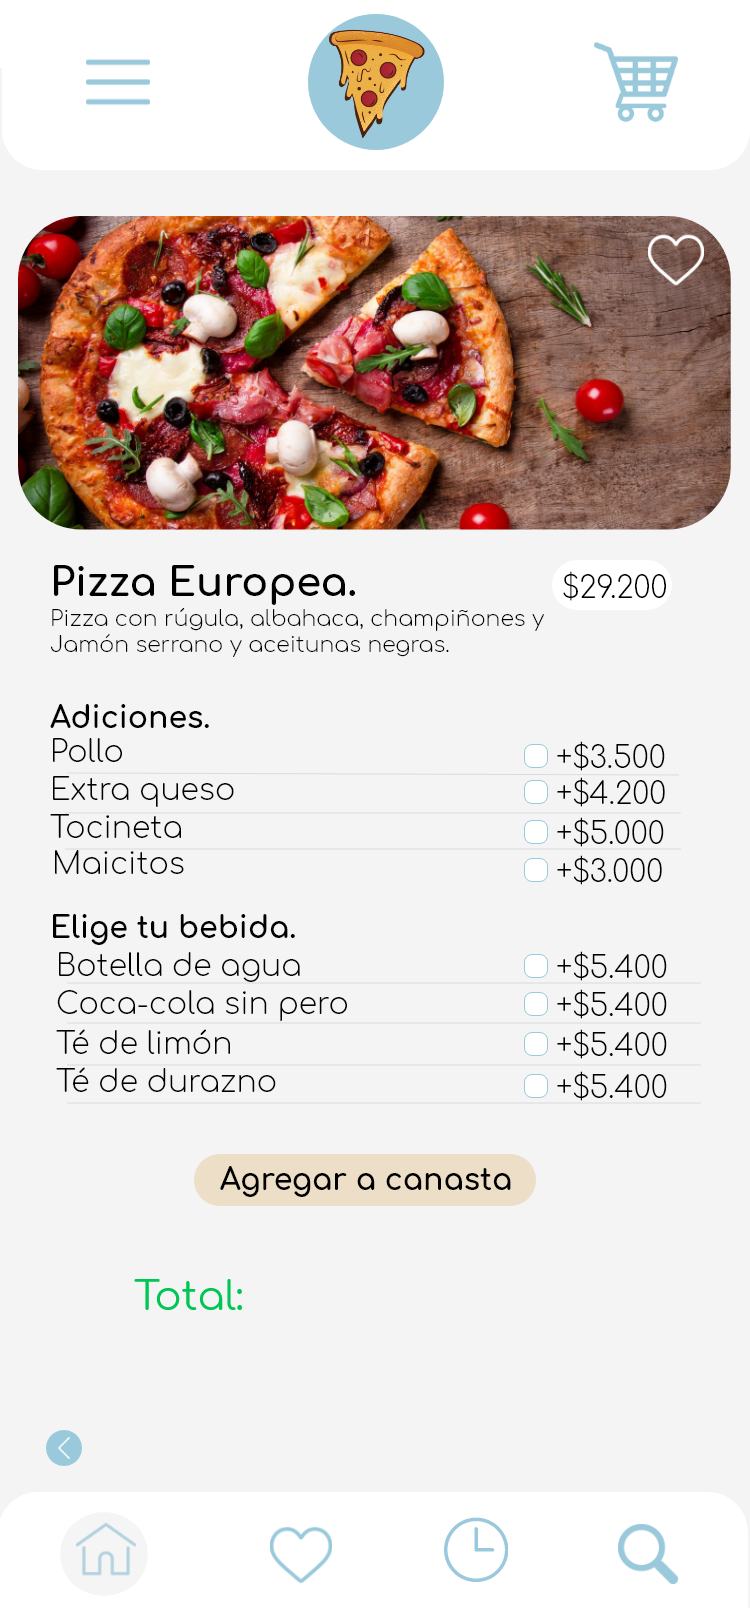 Pizza Europea.
$29.200
Pizza con rúgula, albahaca, champiñones y
Jamón serrano y aceitunas negras.
Adiciones.
Pollo +$3.500
Extra queso +$4.200
Tocineta +$5.000
Maicitos +$3.000
Elige tu bebida.
Botella de agua +$5.400
Coca-cola sin pero +$5.400
Té de limón +$5.400
Té de durazno +$5.400
Agregar a canasta
Total: